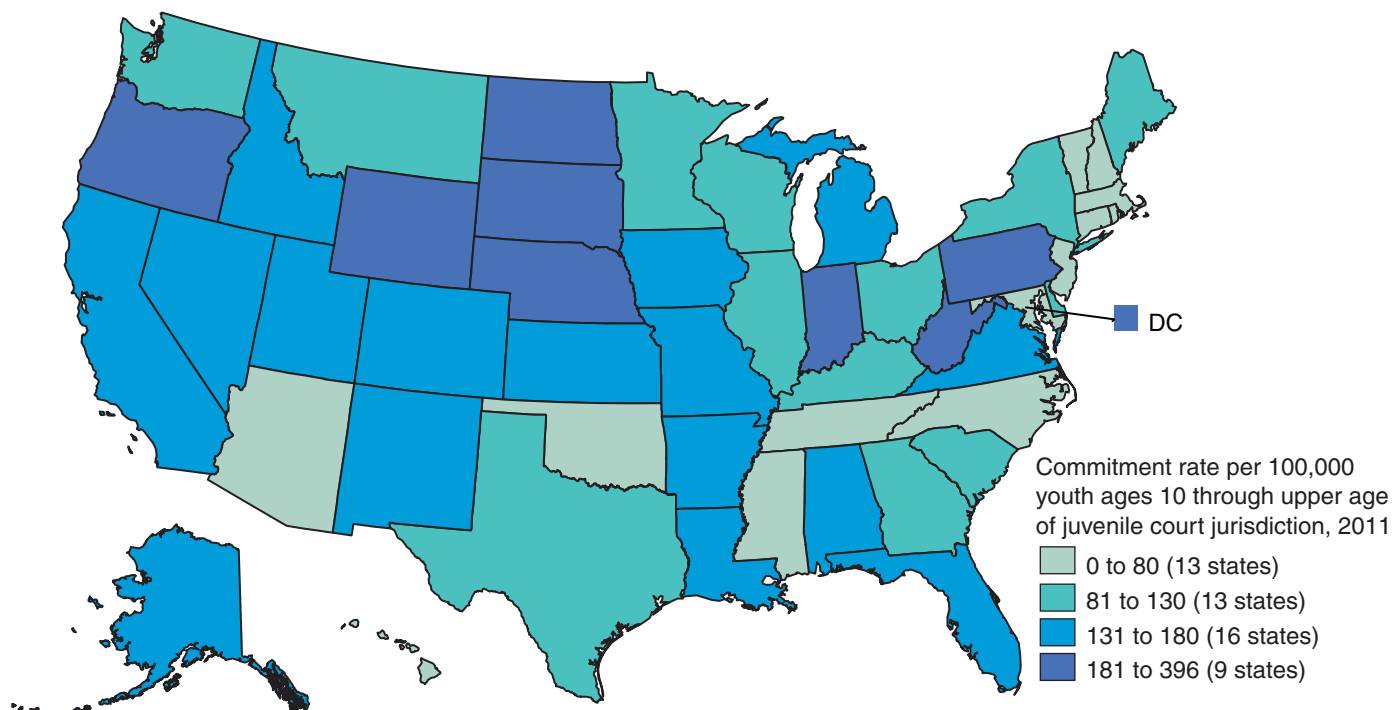 DC
Commitment rate per 100,000
youth ages 10 through upper age
of juvenile court jurisdiction, 2011
0 to 80 (13 states)
81 to 130 (13 states)
131 to 180 (16 states)
181 to 396 (9 states)